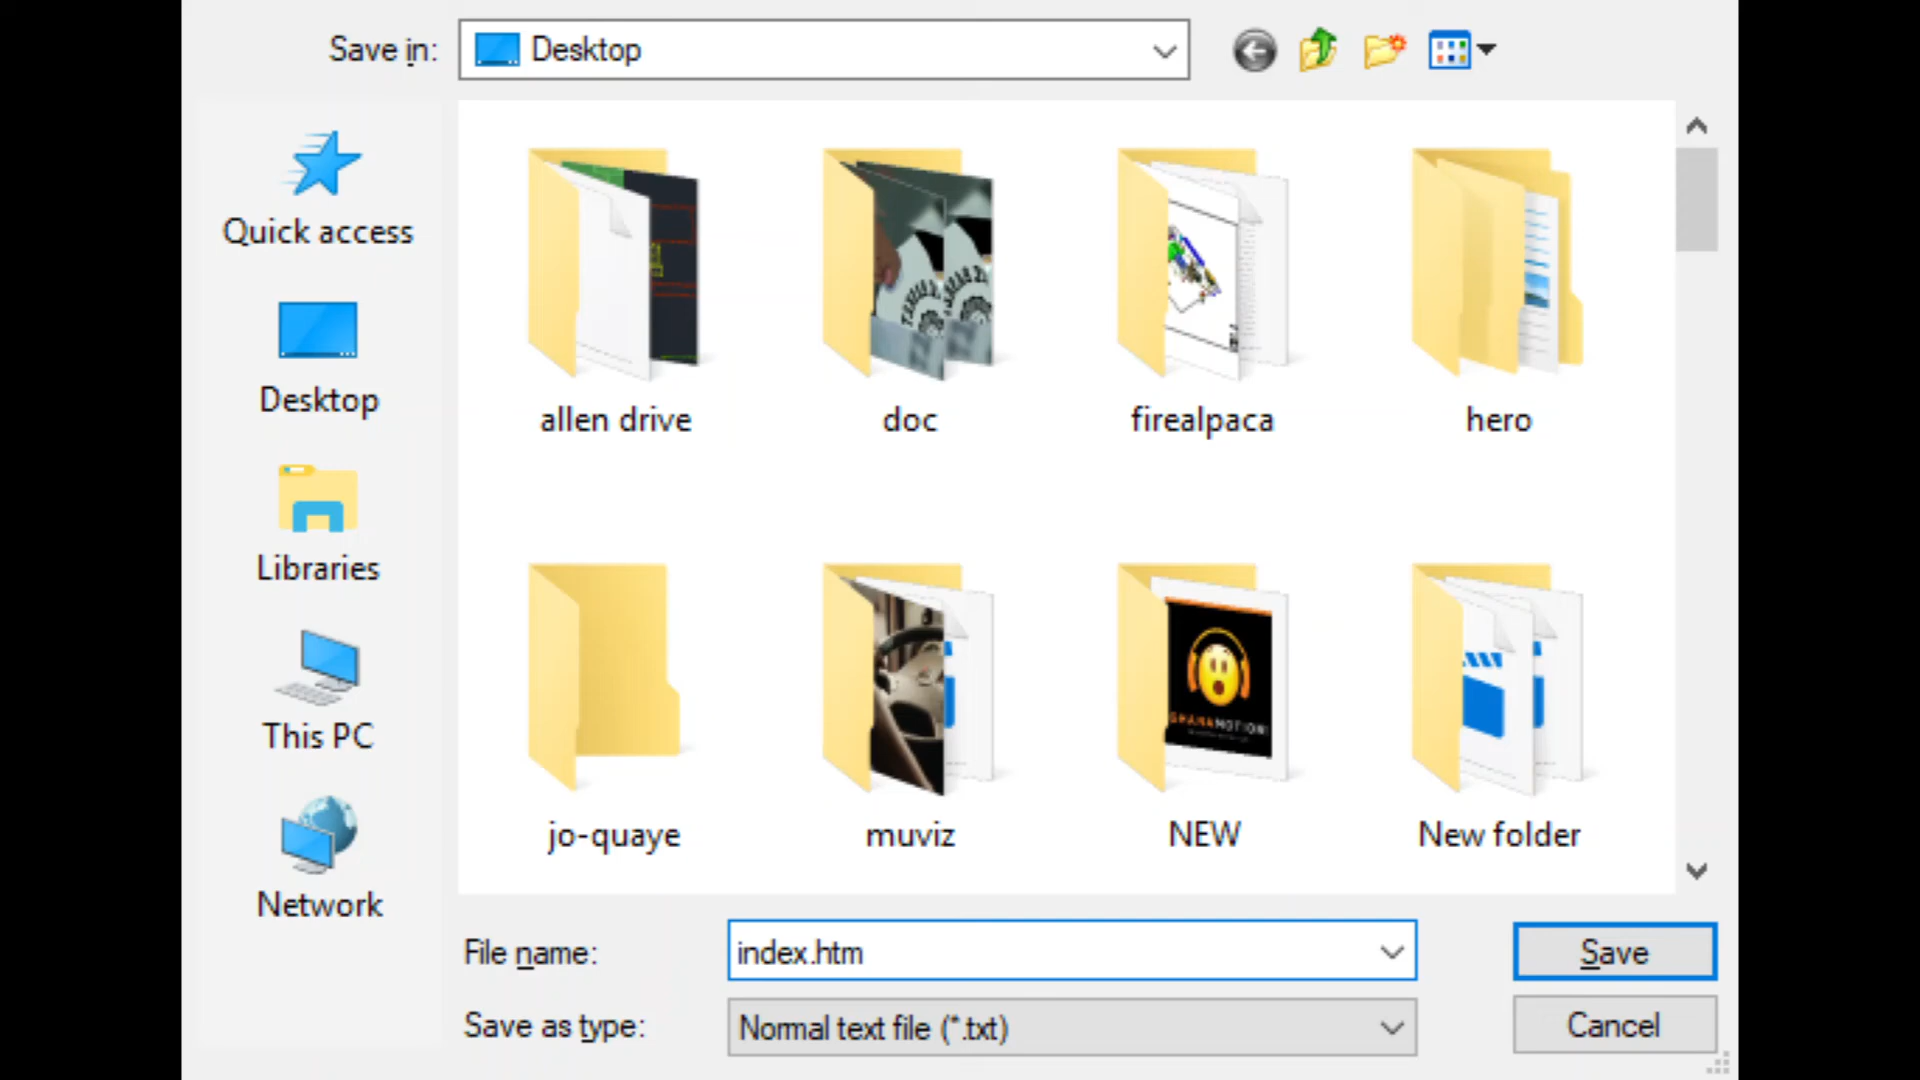 Save in: Desktop
Quick access
Desktop
Libraries
This PC
Network
allen drive doc firealpaca hero
jo-quaye muviz NEW New folder
File name: index.htm Save
Save as type: Normal text file (*.txt) Cancel